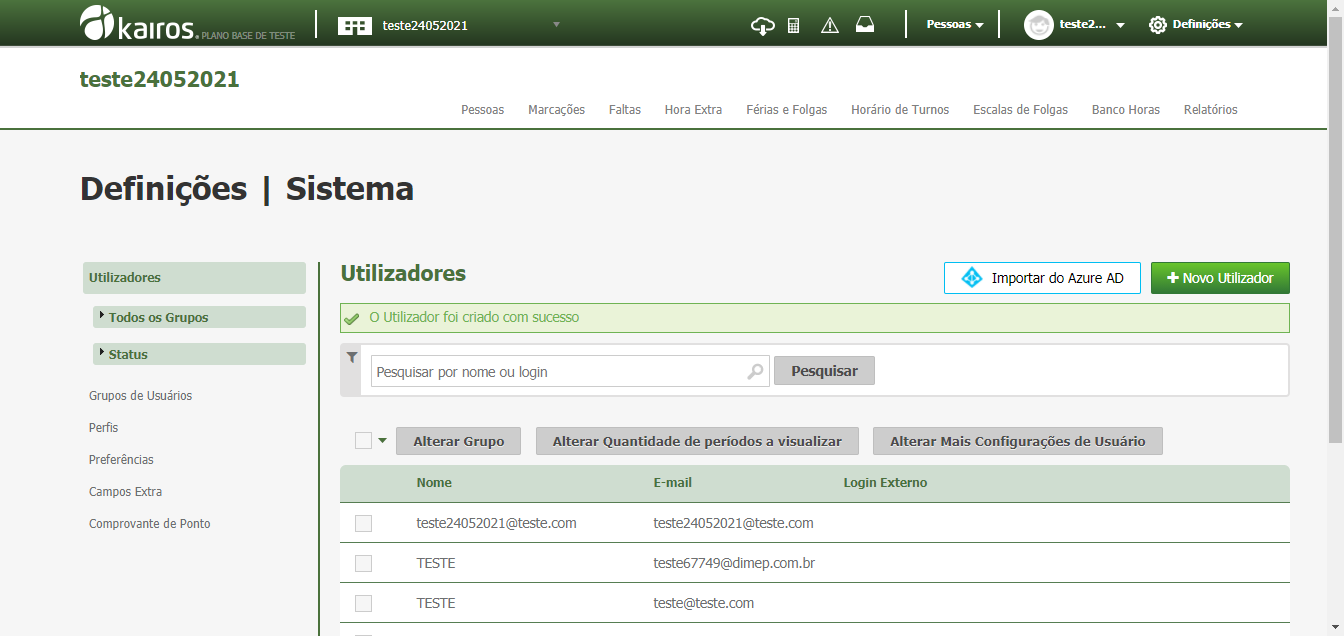 kairos. PLANO BASE DE TESTE teste24052021 Pessoas teste2... Definições
teste24052021
Pessoas Marcações Faltas Hora Extra Férias e Folgas Horário de Turnos Escalas de Folgas Banco Horas Relatórios
Definições | Sistema
Utilizadores
Todos os Grupos
Status
Grupos de Usuários
Perfis
Preferências
Campos Extra
Comprovante de Ponto
Utilizadores Importar do Azure AD + Novo Utilizador
O Utilizador foi criado com sucesso
Pesquisar por nome ou login Pesquisar
Alterar Grupo Alterar Quantidade de períodos a visualizar Alterar Mais Configurações de Usuário
Nome E-mail Login Externo
teste24052021@teste.com teste24052021@teste.com
TESTE teste67749@dimep.com.br
TESTE teste@teste.com